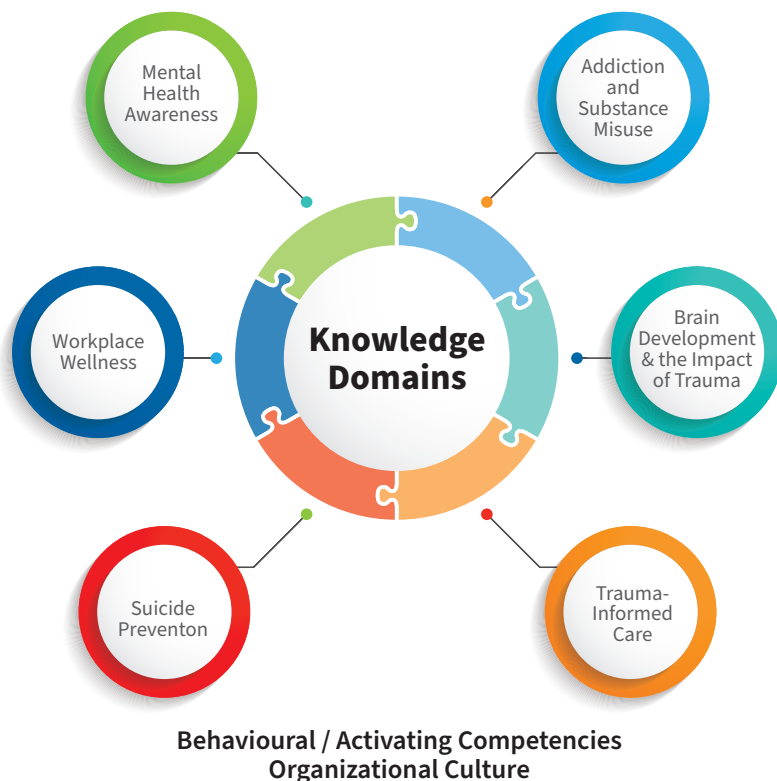 Mental
Health
Awareness
Addiction
and
Substance
Misuse
Workplace
Wellness
Knowledge
Domains
Brain
Development
& the Impact
of Trauma
Suicide
Preventon
Trauma-
Informed
Care
Behavioural / Activating Competencies
Organizational Culture